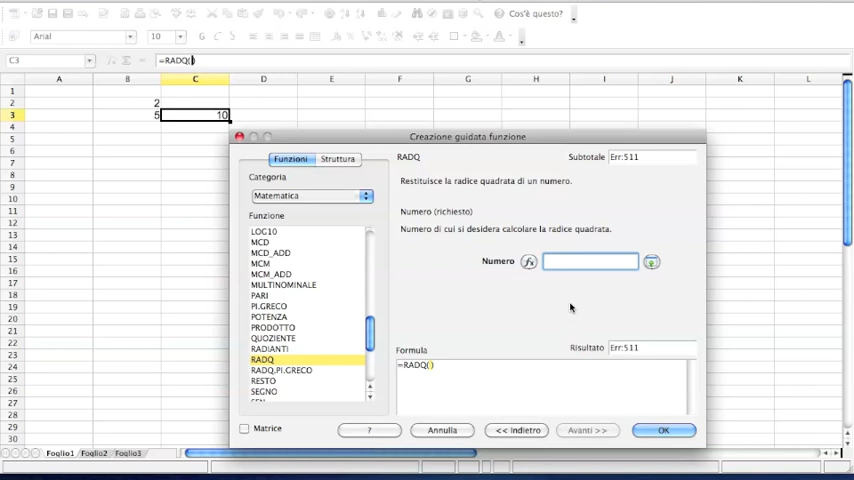 Cos'è questo?
Arial
10
C3
=RADQ()
A B C D E F G H I J K L
1
2 2
3 5 10
4
5
6
7
8
9
10
11
12
13
14
15
16
17
18
19
20
21
22
23
24
25
26
27
28
29
30
Creazione guidata funzione
Funzioni Struttura
Categoria
Matematica
Funzione
LOG10
MCD
MCD_ADD
MCM
MCM_ADD
MULTINOMINALE
PARI
PI.GRECO
POTENZA
PRODOTTO
QUOZIENTE
RADIANTI
RADQ
RADQ.PI.GRECO
RESTO
SEGNO
RADQ
Subtotale Err:511
Restituisce la radice quadrata di un numero.
Numero (richiesto)
Numero di cui si desidera calcolare la radice quadrata.
Numero fx
Formula
Risultato Err:511
=RADQ()
Matrice
?
Annulla
<< Indietro
Avanti >>
OK
Foglio1 Foglio2 Foglio3